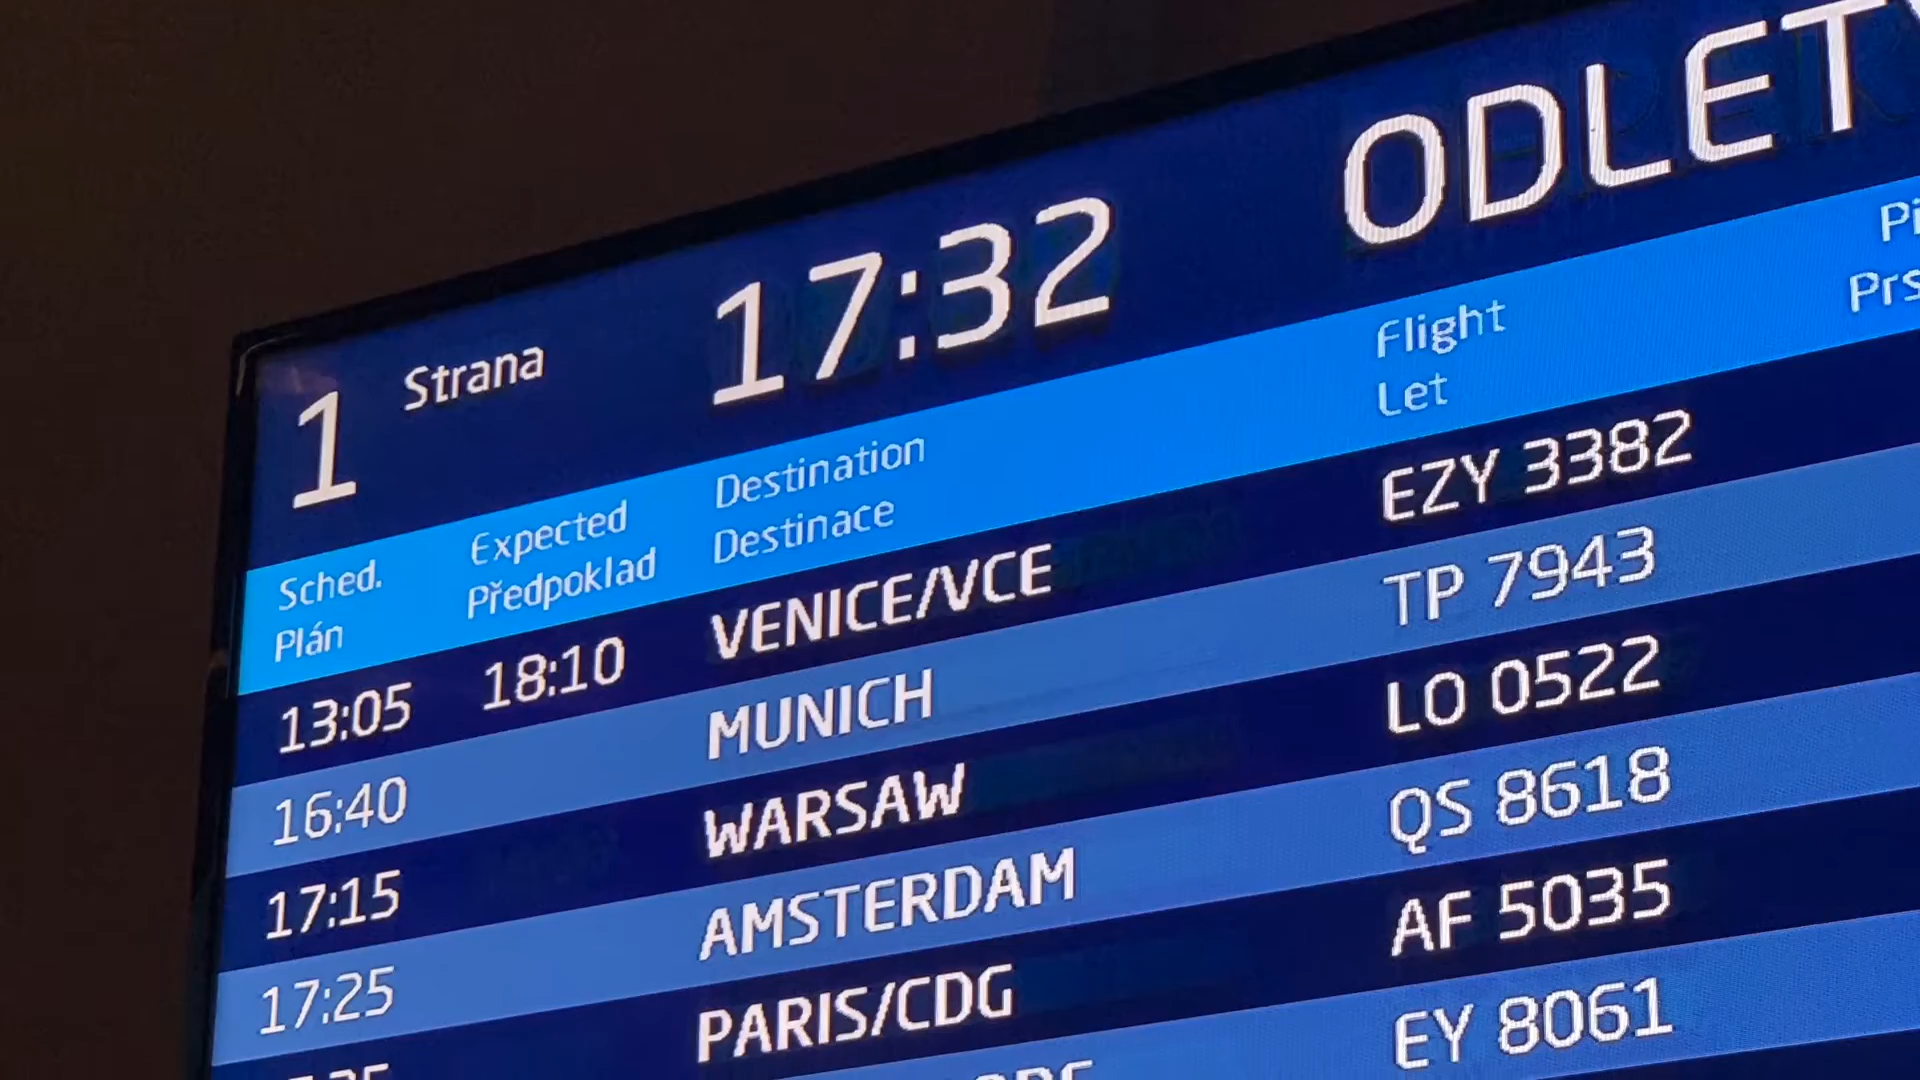 1 Strana 17:32 ODLET
Sched. Expected Destination Flight
Plán Předpoklad Destinace Let
13:05 18:10 VENICE/VCE EZY 3382
16:40 MUNICH TP 7943
17:15 WARSAW LO 0522
17:25 AMSTERDAM QS 8618
PARIS/CDG AF 5035
EY 8061